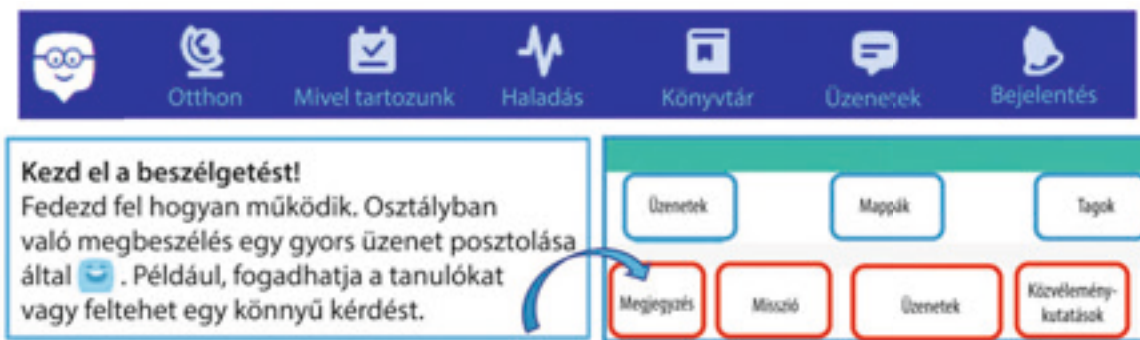 Otthon Mivel tartozunk Haladás Könyvtár Üzenetek Bejelentés
Kezd el a beszélgetést!
Fedezd fel hogyan működik. Osztályban
való megbeszélés egy gyors üzenet posztolása
által . Például, fogadhatja a tanulókat
vagy feltehet egy könnyű kérdést.
Üzenetek Mappák Tagok
Megjegyzés Misszió Üzenetek Közvélemény-
kutatások